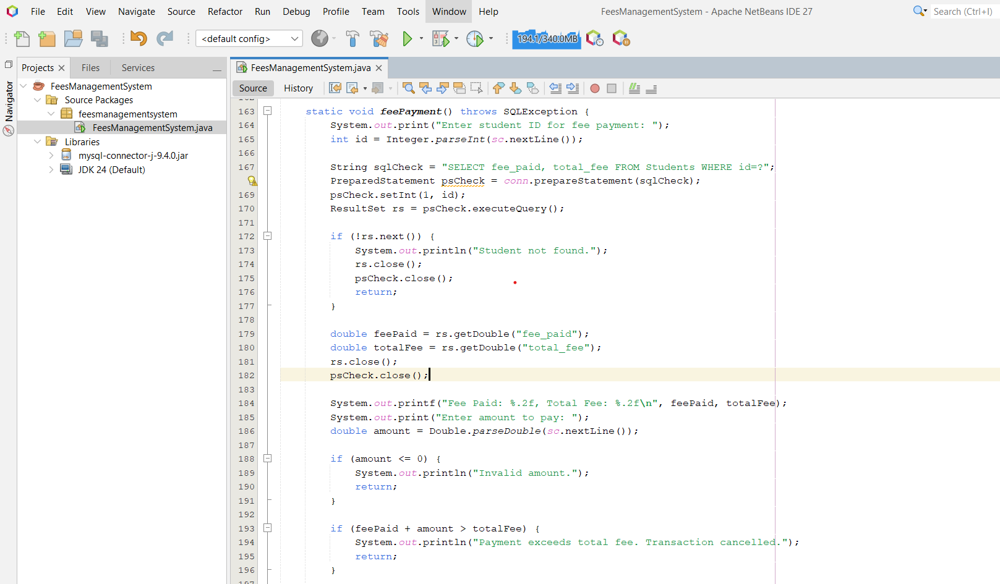 File Edit View Navigate Source Refactor Run Debug Profile Team Tools Window Help FeesManagementSystem - Apache NetBeans IDE 27 Search (Ctrl+I)
<default config> 194.1/340.0MB
Projects Files Services FeesManagementSystem.java
Navigator
Source History
FeesManagementSystem
Source Packages
feesmanagementsystem
FeesManagementSystem.java
Libraries
mysql-connector-j-9.4.0.jar
JDK 24 (Default)
162
163 static void feePayment() throws SQLException {
164 System.out.print("Enter student ID for fee payment: ");
165 int id = Integer.parseInt(sc.nextLine());
166
167 String sqlCheck = "SELECT fee_paid, total_fee FROM Students WHERE id=?";
PreparedStatement psCheck = conn.prepareStatement(sqlCheck);
169 psCheck.setInt(1, id);
170 ResultSet rs = psCheck.executeQuery();
171
172 if (!rs.next()) {
173 System.out.println("Student not found.");
174 rs.close();
175 psCheck.close();
176 return;
177 }
178
179 double feePaid = rs.getDouble("fee_paid");
180 double totalFee = rs.getDouble("total_fee");
181 rs.close();
182 psCheck.close();
183
184 System.out.printf("Fee Paid: %.2f, Total Fee: %.2f\n", feePaid, totalFee);
185 System.out.print("Enter amount to pay: ");
186 double amount = Double.parseDouble(sc.nextLine());
187
188 if (amount <= 0) {
189 System.out.println("Invalid amount.");
190 return;
191 }
192
193 if (feePaid + amount > totalFee) {
194 System.out.println("Payment exceeds total fee. Transaction cancelled.");
195 return;
196 }
197